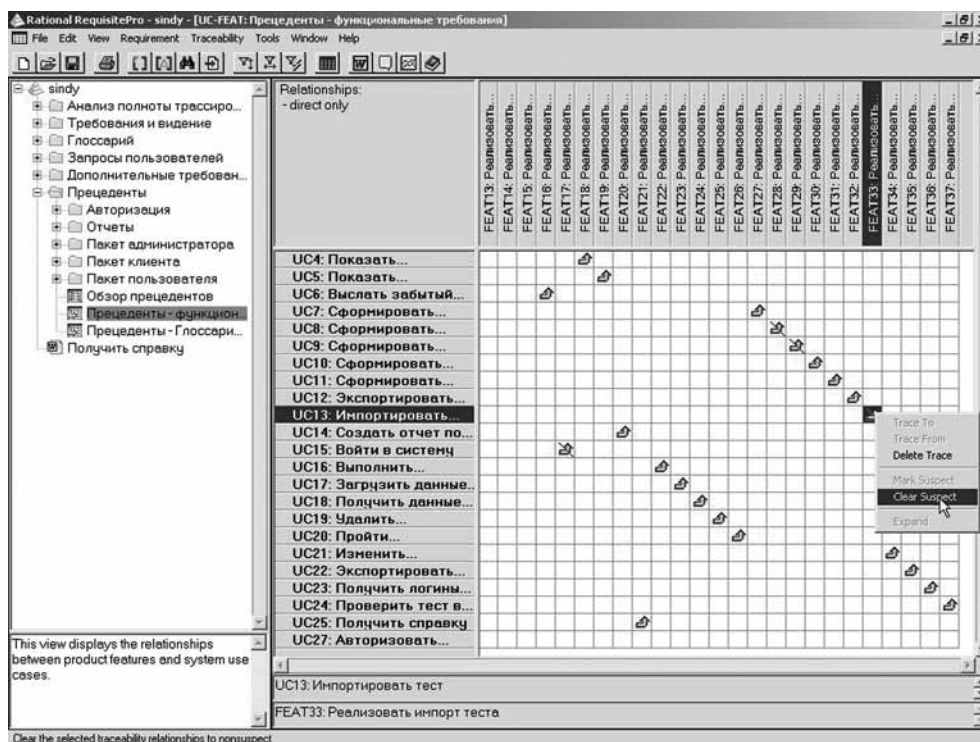 Rational RequisitePro - sindy - [UC-FEAT: Прецеденты - функциональные требования]
File Edit View Requirement Traceability Tools Window Help
sindy
Анализ полноты трассиро...
Требования и видение
Глоссарий
Запросы пользователей
Дополнительные требован...
Прецеденты
Авторизация
Отчеты
Пакет администратора
Пакет клиента
Пакет пользователя
Обзор прецедентов
Прецеденты - функцион...
Прецеденты - Глоссари...
Получить справку
This view displays the relationships
between product features and system use
cases.
Relationships:
- direct only
FEAT13: Реализовать...
FEAT14: Реализовать...
FEAT15: Реализовать...
FEAT16: Реализовать...
FEAT17: Реализовать...
FEAT18: Реализовать...
FEAT19: Реализовать...
FEAT20: Реализовать...
FEAT21: Реализовать...
FEAT22: Реализовать...
FEAT23: Реализовать...
FEAT24: Реализовать...
FEAT25: Реализовать...
FEAT26: Реализовать...
FEAT27: Реализовать...
FEAT28: Реализовать...
FEAT29: Реализовать...
FEAT30: Реализовать...
FEAT31: Реализовать...
FEAT32: Реализовать...
FEAT33: Реализовать...
FEAT34: Реализовать...
FEAT35: Реализовать...
FEAT36: Реализовать...
FEAT37: Реализовать...
UC4: Показать...
UC5: Показать...
UC6: Выслать забытый...
UC7: Сформировать...
UC8: Сформировать...
UC9: Сформировать...
UC10: Сформировать...
UC11: Сформировать...
UC12: Экспортировать...
UC13: Импортировать...
UC14: Создать отчет по...
UC15: Войти в систему
UC16: Выполнить...
UC17: Загрузить данные..
UC18: Получить данные...
UC19: Удалить...
UC20: Пройти...
UC21: Изменить...
UC22: Экспортировать...
UC23: Получить логины...
UC24: Проверить тест в...
UC25: Получить справку
UC27: Авторизовать...
Trace To
Trace From
Delete Trace
Mark Suspect
Clear Suspect
Expand
UC13: Импортировать тест
FEAT33: Реализовать импорт теста
Clear the selected traceability relationships to nonsuspect